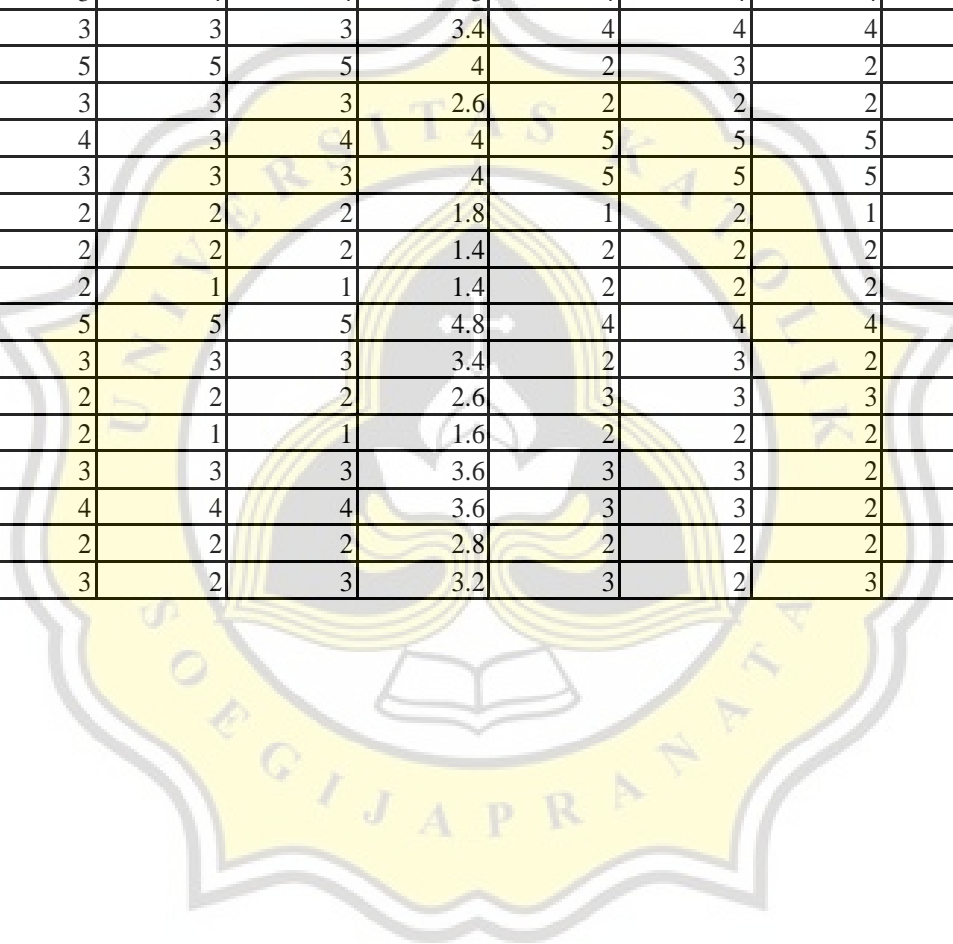 3 3 3 3.4 4 4 4
5 5 5 4 2 3 2
3 3 3 2.6 2 2 2
4 3 4 4 5 5 5
3 3 3 4 5 5 5
2 2 2 1.8 1 2 1
2 2 2 1.4 2 2 2
2 1 1 1.4 2 2 2
5 5 5 4.8 4 4 4
3 3 3 3.4 2 3 2
2 2 2 2.6 3 3 3
2 1 1 1.6 2 2 2
3 3 3 3.6 3 3 2
4 4 4 3.6 3 3 2
2 2 2 2.8 2 2 2
3 2 3 3.2 3 2 3
UNIVERSITAS KATOLIK
SOEGIJAPRANATA